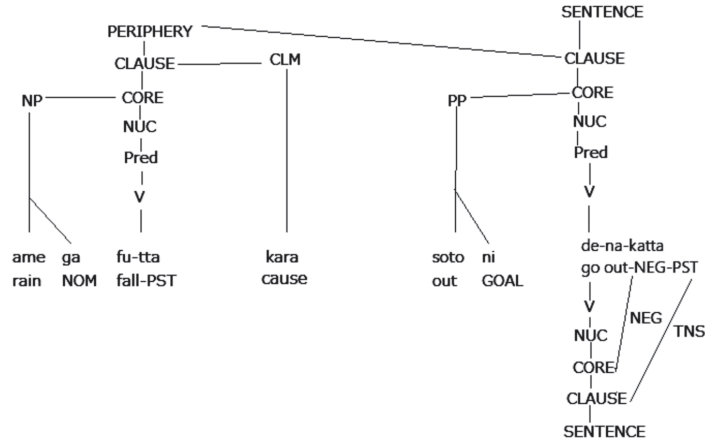 SENTENCE
PERIPHERY
CLAUSE CLM CLAUSE
NP CORE PP CORE
NUC NUC
Pred Pred
V V
de-na-katta
ame ga fu-tta kara soto ni
go out-NEG-PST
rain NOM fall-PST cause out GOAL
V
NEG
TNS
NUC
CORE
CLAUSE
SENTENCE